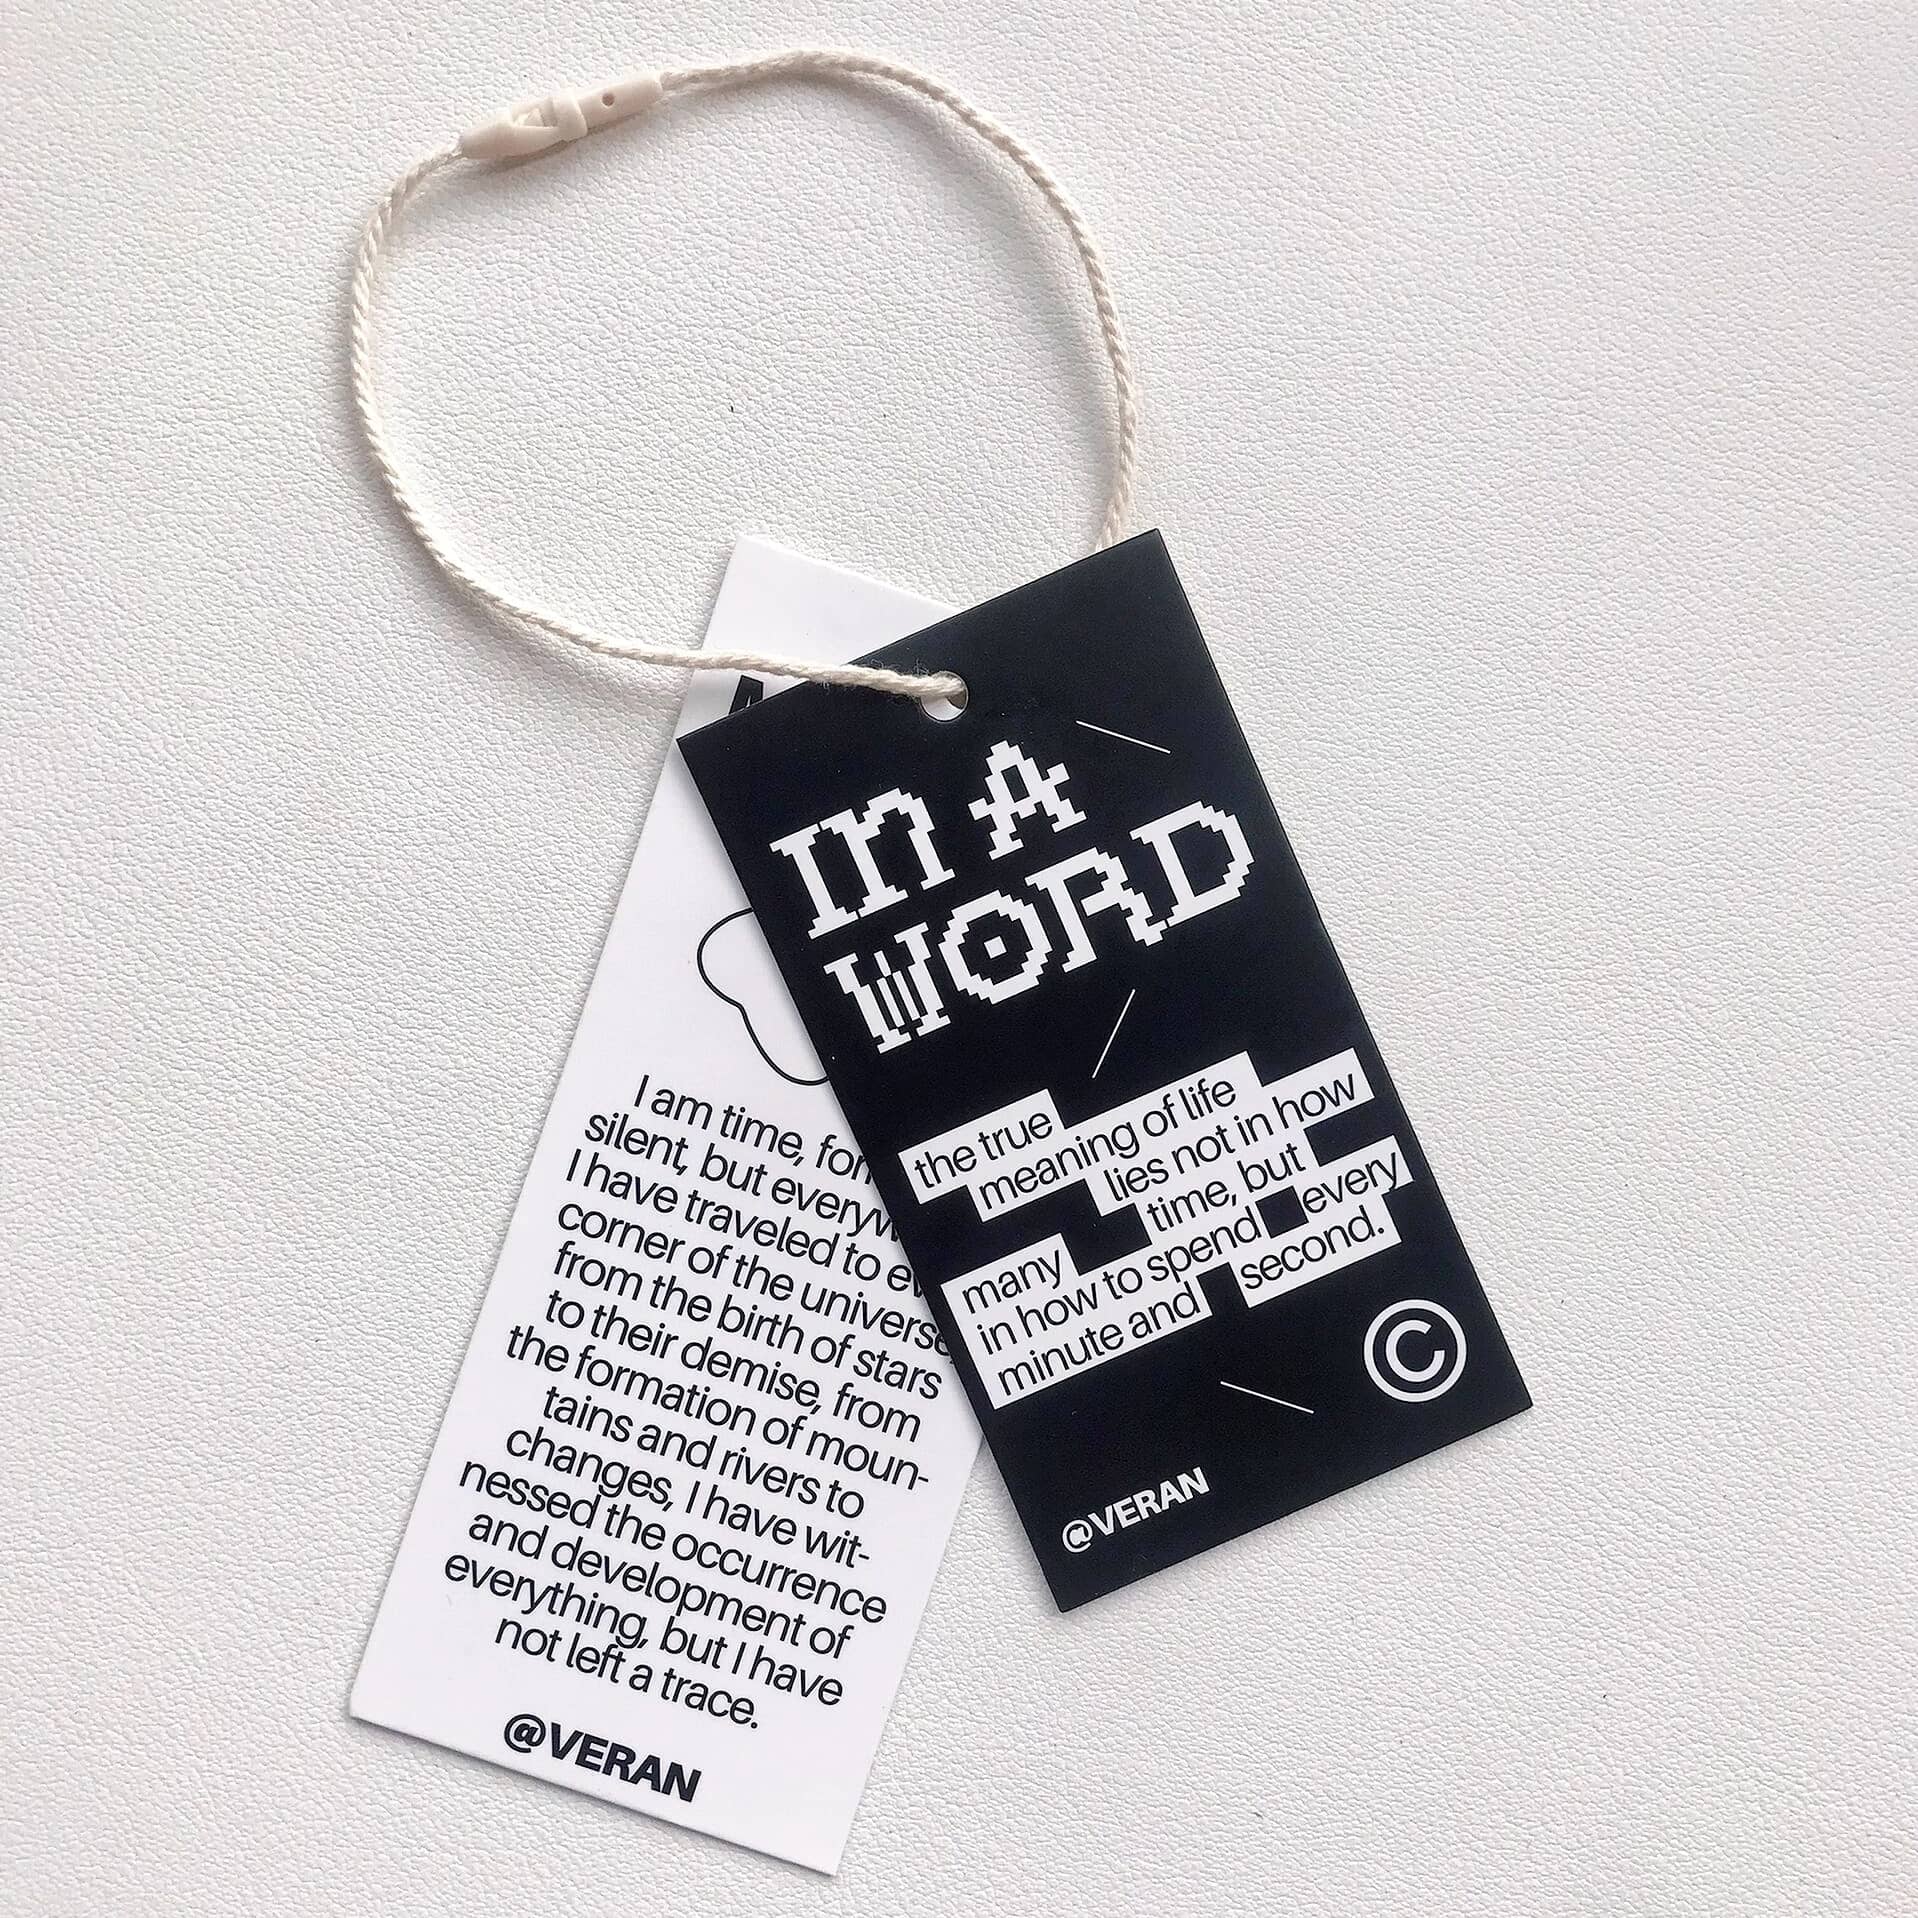 IN A
WORD
the true
meaning of life
lies not in how
many time, but
in how to spend every
minute and second.
©
@VERAN
I am time,
silent, but
I have traveled to
corner of the universe,
from the birth of stars
to their demise, from
the formation of moun-
tains and rivers to
changes, I have wit-
nessed the occurrence
and development of
everything, but I have
not left a trace.
@VERAN